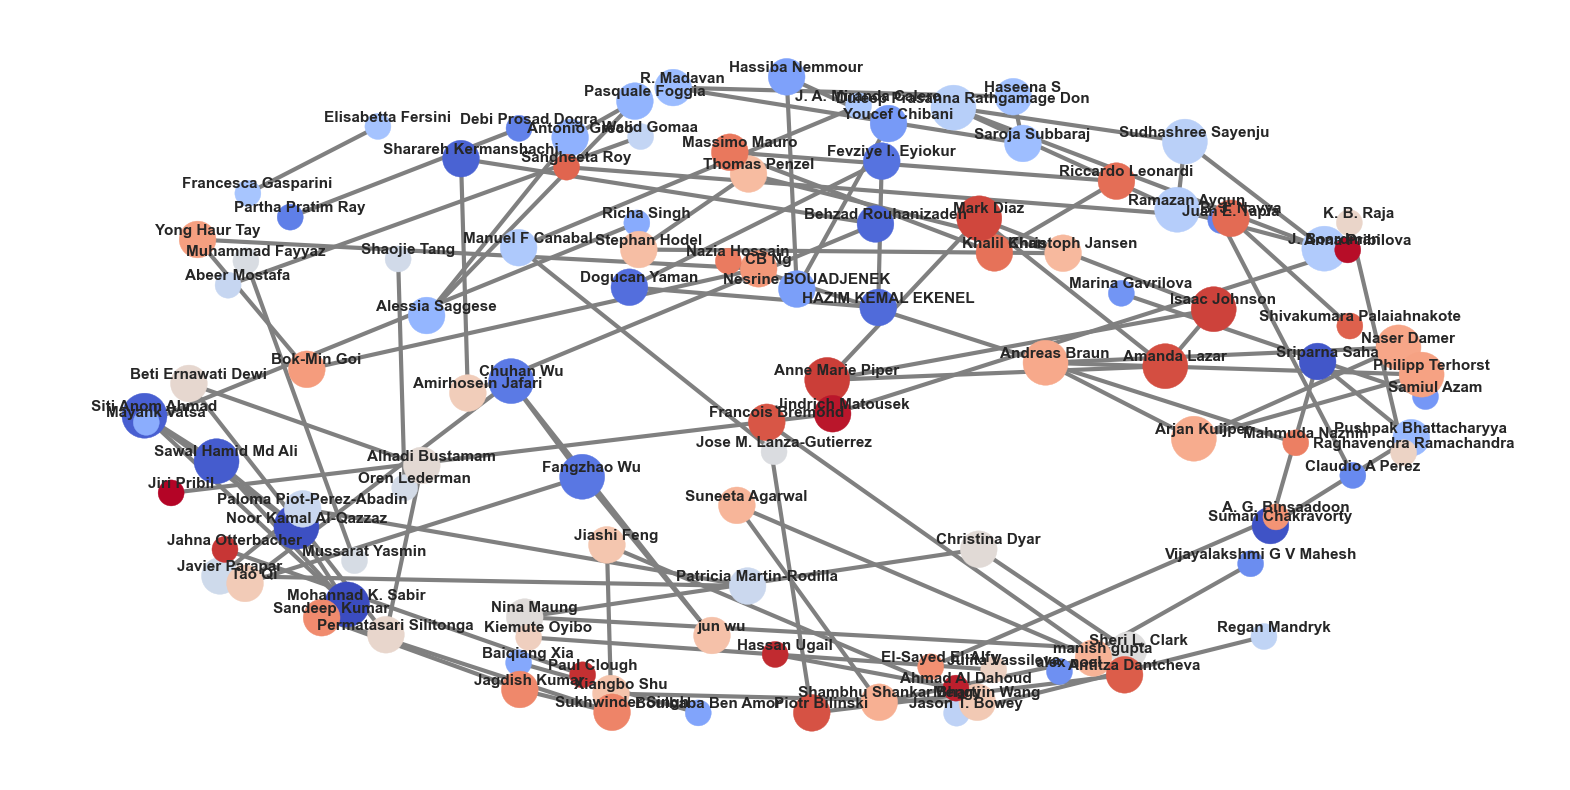 Hassiba Nemmour
R. Madavan
Haseena S
Pasquale Foggia
J. A. Miranda Calero
Duleep Prasanna Rathgamage Don
Youcef Chibani
Elisabetta Fersini
Debi Prosad Dogra
Antonio Greco
Walid Gomaa
Saroja Subbaraj
Sudhashree Sayenju
Massimo Mauro
Sharareh Kermanshachi
Sangheeta Roy
Thomas Penzel
Fevziye I. Eyiokur
Riccardo Leonardi
Francesca Gasparini
Partha Pratim Ray
Ramazan Aygun
Mark Diaz
Juan E. Tapia
K. B. Raja
Richa Singh
Behzad Rouhanizadeh
Yong Haur Tay
Manuel F Canabal
Stephan Hodel
Khalil Khan
Christoph Jansen
Anna Pribilova
Muhammad Fayyaz
Shaojie Tang
Nazia Hossain
CB Ng
Abeer Mostafa
Dogucan Yaman
Nesrine BOUADJENEK
Marina Gavrilova
HAZIM KEMAL EKENEL
Isaac Johnson
Alessia Saggese
Shivakumara Palaiahnakote
Naser Damer
Bok-Min Goi
Andreas Braun
Amanda Lazar
Sriparna Saha
Philipp Terhorst
Beti Ernawati Dewi
Chuhan Wu
Amirhosein Jafari
Anne Marie Piper
Samiul Azam
Siti Anom Ahmad
Mayank Vatsa
Jindrich Matousek
Francois Bremond
Arjan Kuijper
Mahmuda Naznin
Pushpak Bhattacharyya
Raghavendra Ramachandra
Jose M. Lanza-Gutierrez
Sawal Hamid Md Ali
Alhadi Bustamam
Fangzhao Wu
Claudio A Perez
Oren Lederman
Jiri Pribil
Paloma Piot-Perez-Abadin
Suneeta Agarwal
A. G. Binsaadoon
Suman Chakravorty
Noor Kamal Al-Qazzaz
Jiashi Feng
Christina Dyar
Jahna Otterbacher
Mussarat Yasmin
Vijayalakshmi G V Mahesh
Javier Parapar
Tao Qi
Patricia Martin-Rodilla
Mohannad K. Sabir
Sandeep Kumar
Nina Maung
Permatasari Silitonga
Kiemute Oyibo
jun wu
Regan Mandryk
Hassan Ugail
Sheri L. Clark
manish gupta
Baiqiang Xia
Paul Clough
El-Sayed El-Alfy
Julita Vassileva
alex pool
Antitza Dantcheva
Jagdish Kumar
Xiangbo Shu
Ahmad Al Dahoud
Shambhu Shankar Bharti
Sukhwinder Singh
Boulbaba Ben Amor
Piotr Bilinski
Jason T. Bowey